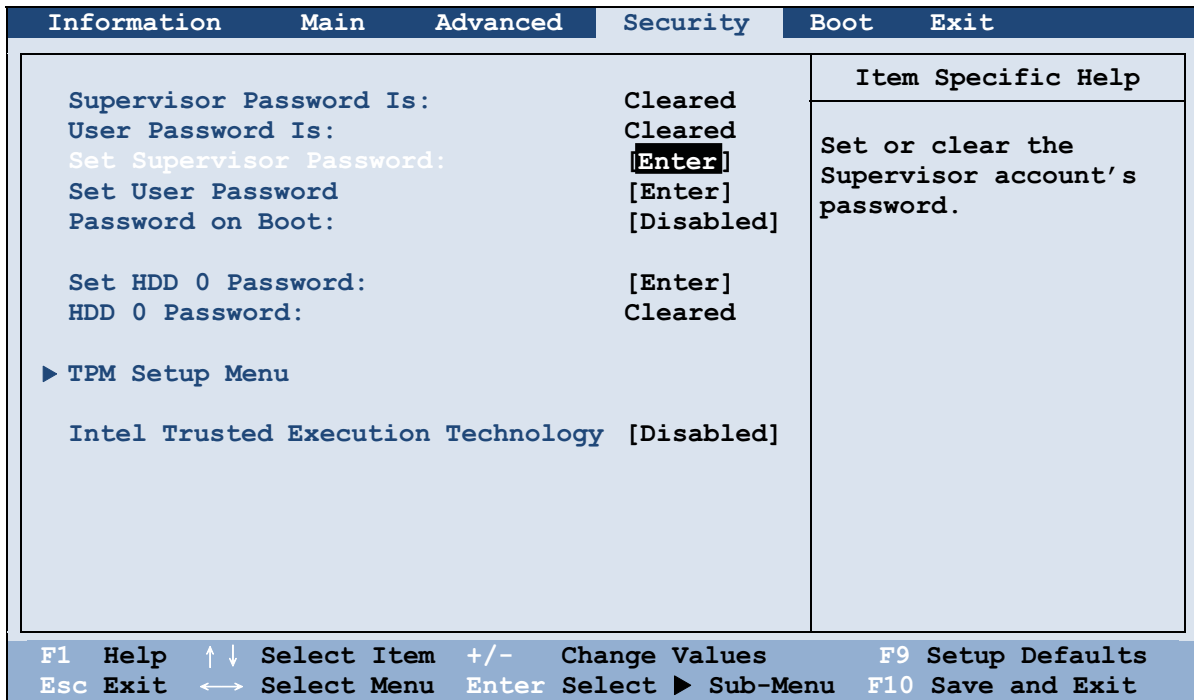 Information Main Advanced Security Boot Exit
Item Specific Help
Supervisor Password Is: Cleared
User Password Is: Cleared
Set Supervisor Password: [Enter]
Set User Password [Enter]
Password on Boot: [Disabled]
Set HDD 0 Password: [Enter]
HDD 0 Password: Cleared
▶ TPM Setup Menu
Intel Trusted Execution Technology [Disabled]
Set or clear the
Supervisor account's
password.
F1 Help ↑↓ Select Item +/- Change Values F9 Setup Defaults
Esc Exit ←→ Select Menu Enter Select ▶ Sub-Menu F10 Save and Exit